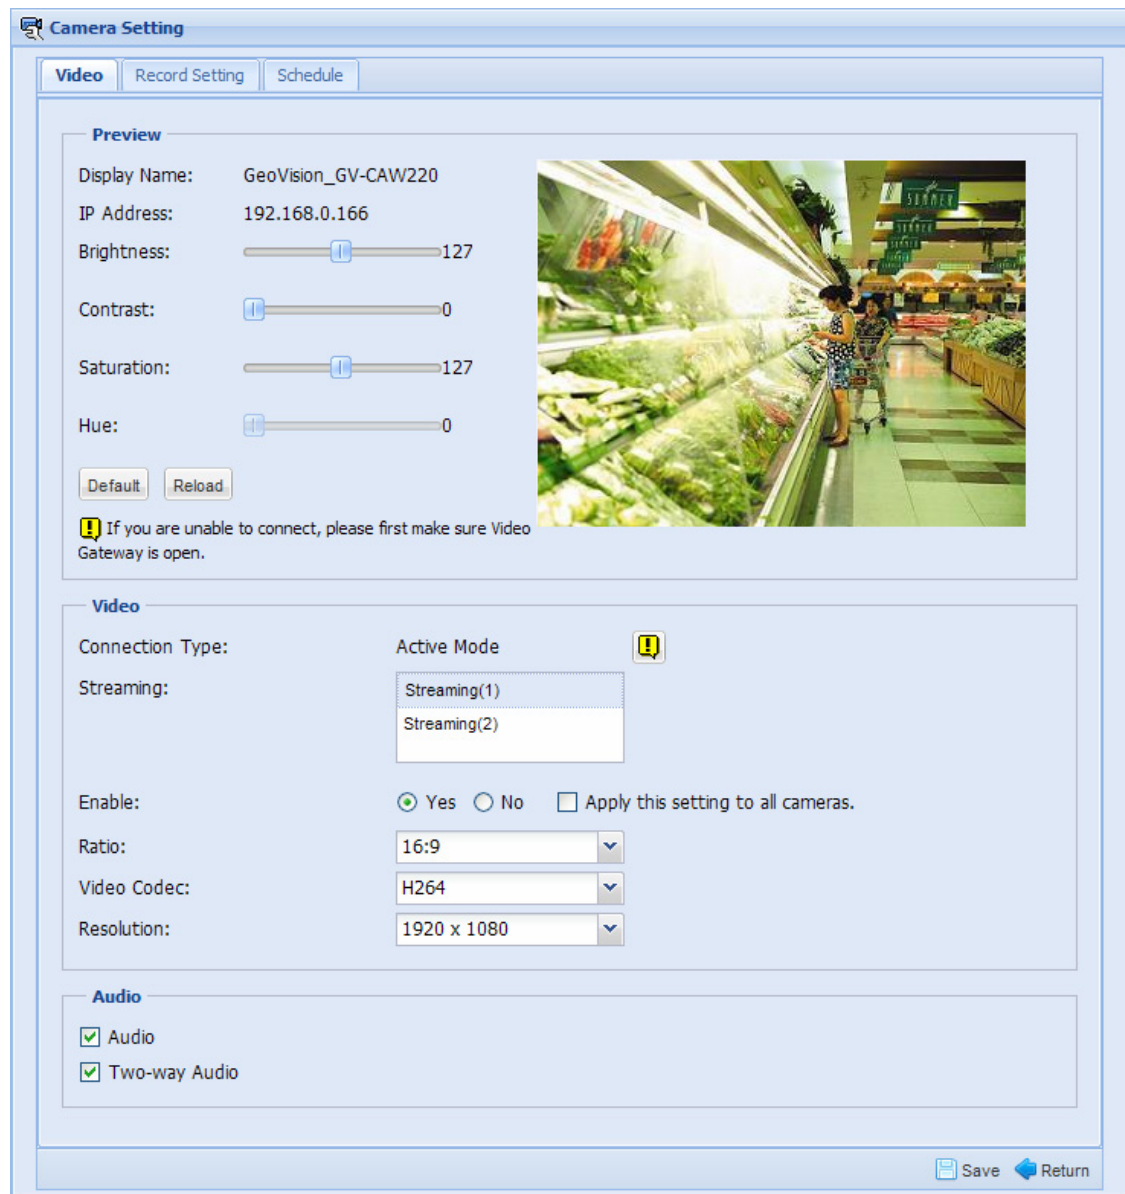 Camera Setting
Video
Record Setting
Schedule
Preview
Display Name: GeoVision_GV-CAW220
IP Address: 192.168.0.166
Brightness: 127
Contrast: 0
Saturation: 127
Hue: 0
Default
Reload
If you are unable to connect, please first make sure Video
Gateway is open.
SUMMER
SUMMER
SUMMER
Video
Connection Type: Active Mode
Streaming: Streaming(1)
Streaming(2)
Enable: Yes No Apply this setting to all cameras.
Ratio: 16:9
Video Codec: H264
Resolution: 1920 x 1080
Audio
Audio
Two-way Audio
Save
Return